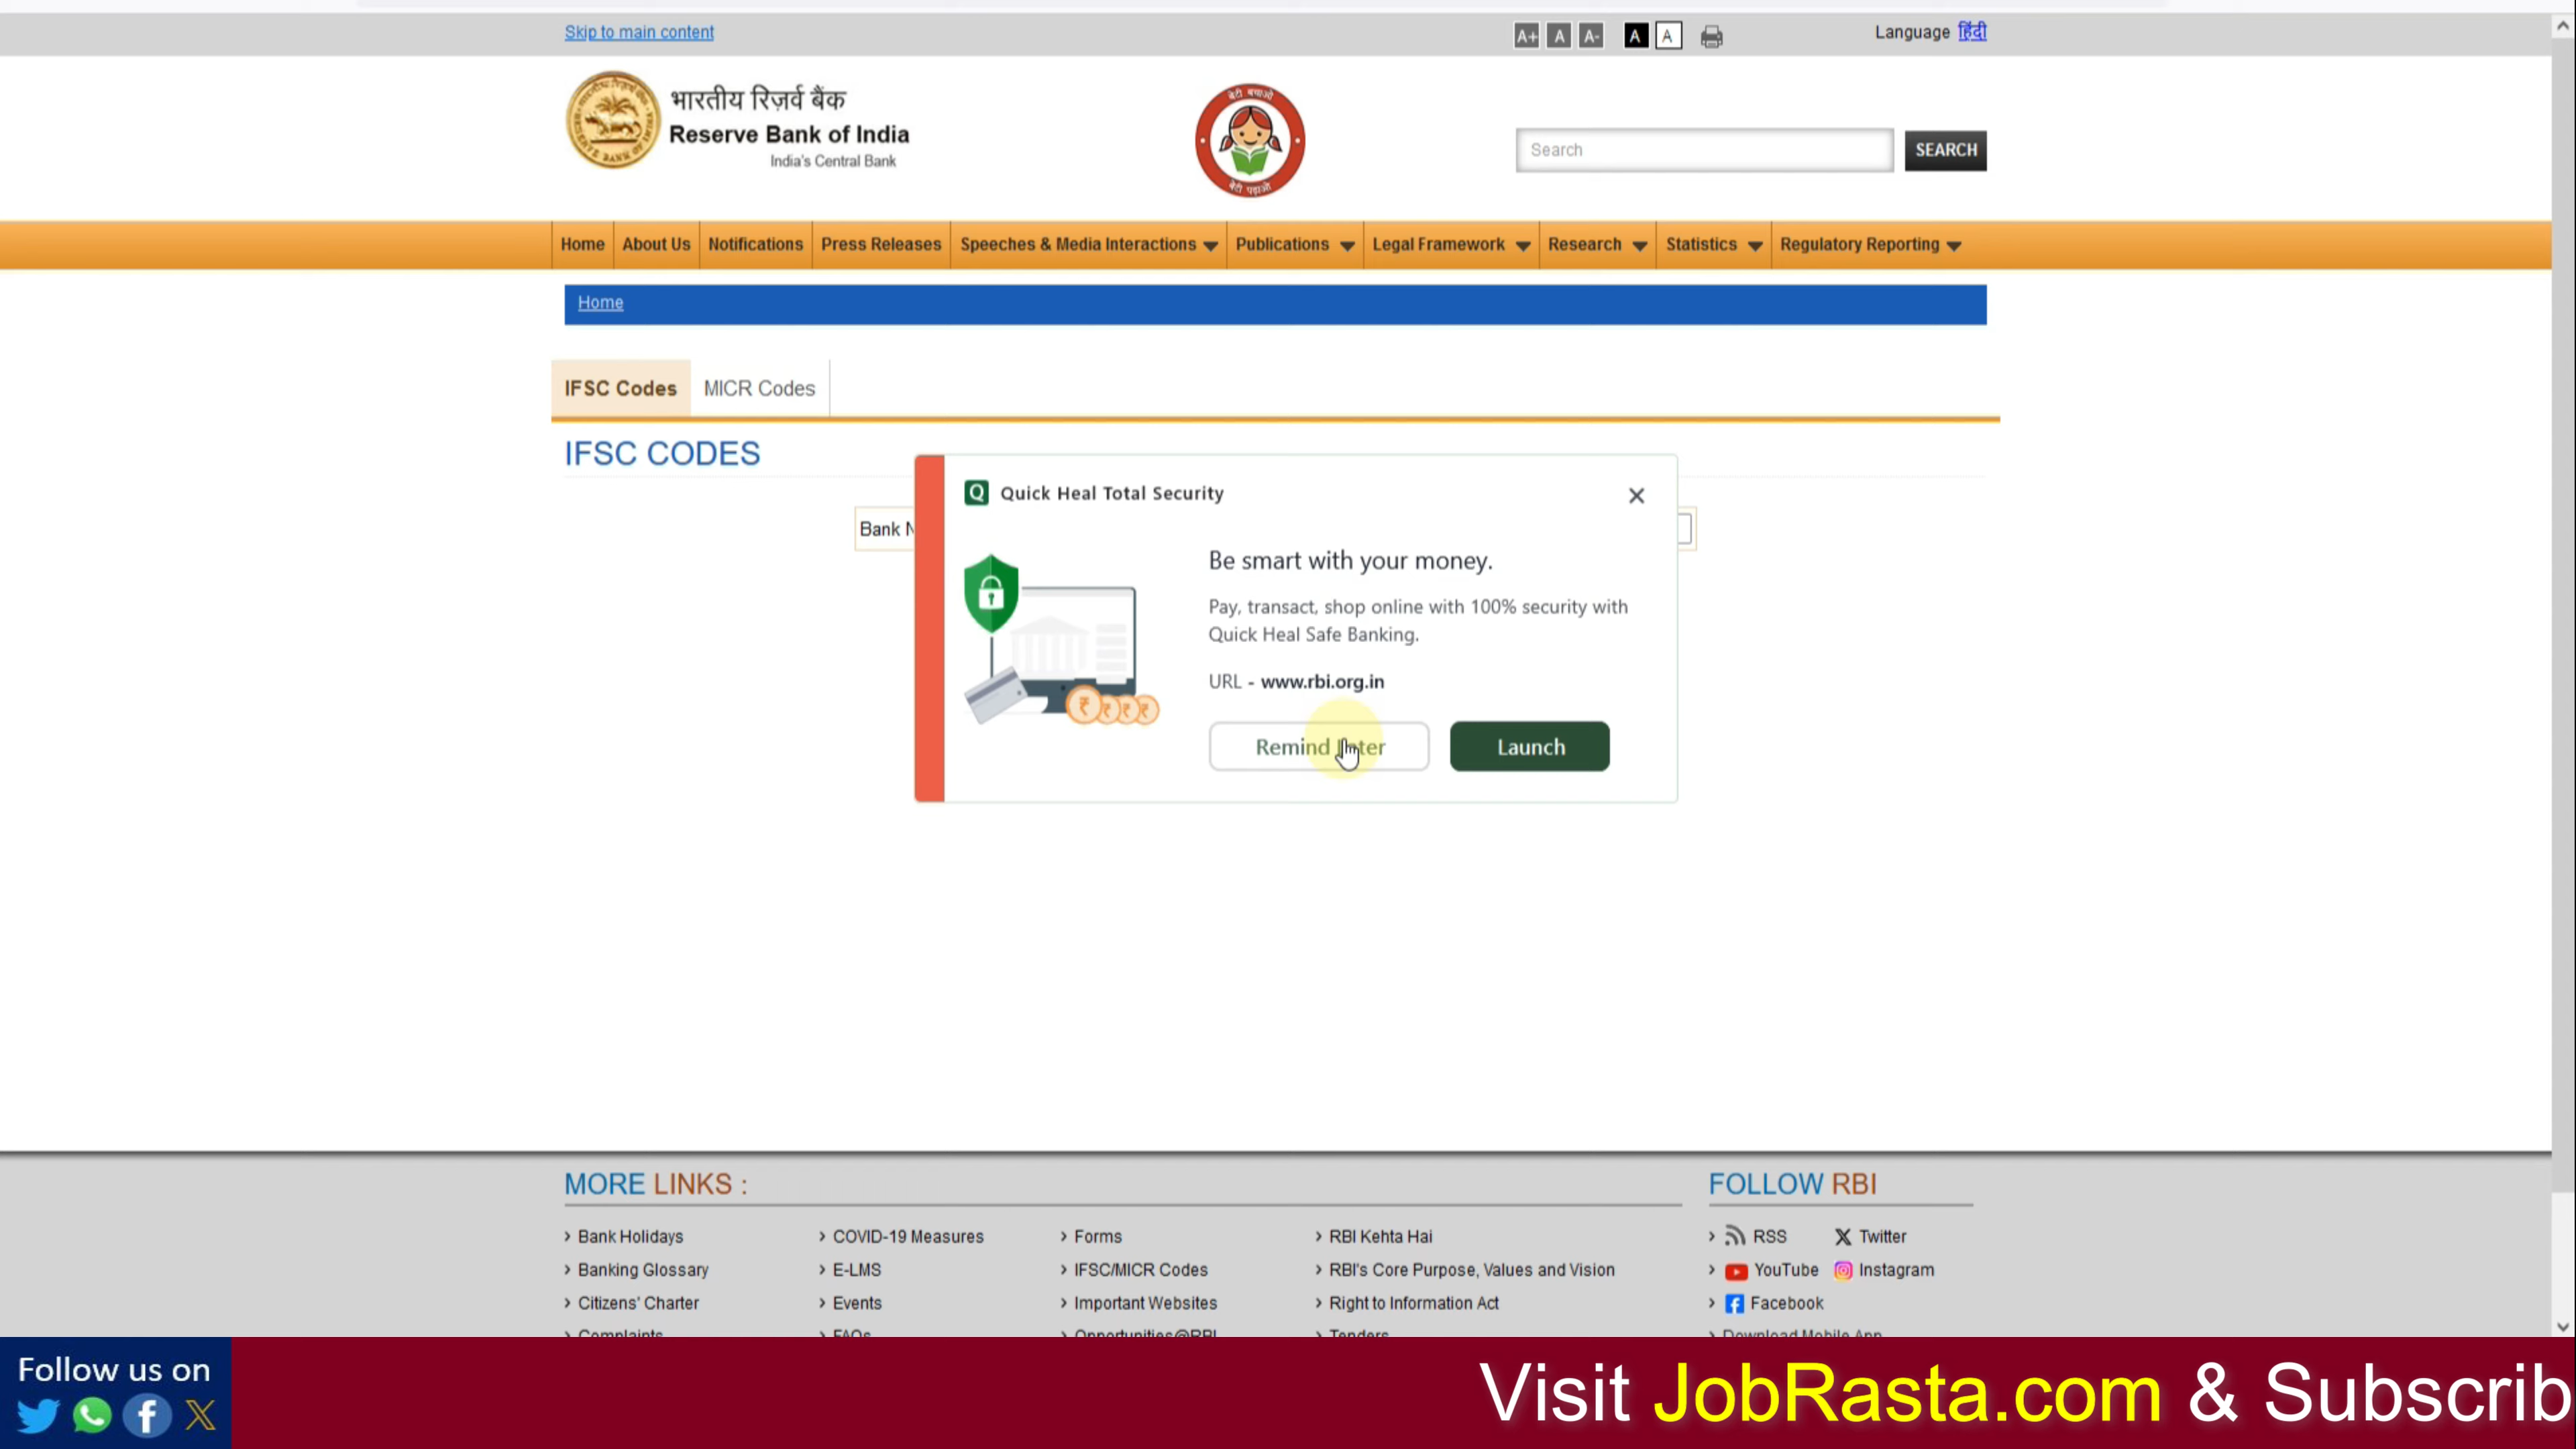 Skip to main content
A+ A A- A A
Language हिंदी
भारतीय रिज़र्व बैंक
Reserve Bank of India
India's Central Bank
बेटी बचाओ
बेटी पढ़ाओ
Search
SEARCH
Home About Us Notifications Press Releases Speeches & Media Interactions Publications Legal Framework Research Statistics Regulatory Reporting
Home
IFSC Codes MICR Codes
IFSC CODES
Bank N
Quick Heal Total Security
Be smart with your money.
Pay, transact, shop online with 100% security with
Quick Heal Safe Banking.
URL - www.rbi.org.in
Remind Launch
MORE LINKS :
FOLLOW RBI
Bank Holidays COVID-19 Measures Forms RBI Kehta Hai RSS Twitter
Banking Glossary E-LMS IFSC/MICR Codes RBI's Core Purpose, Values and Vision YouTube Instagram
Citizens' Charter Events Important Websites Right to Information Act Facebook
Complaints FAQs Opportunities@RBI Tenders Download Mobile App
Follow us on
Visit JobRasta.com & Subscrib